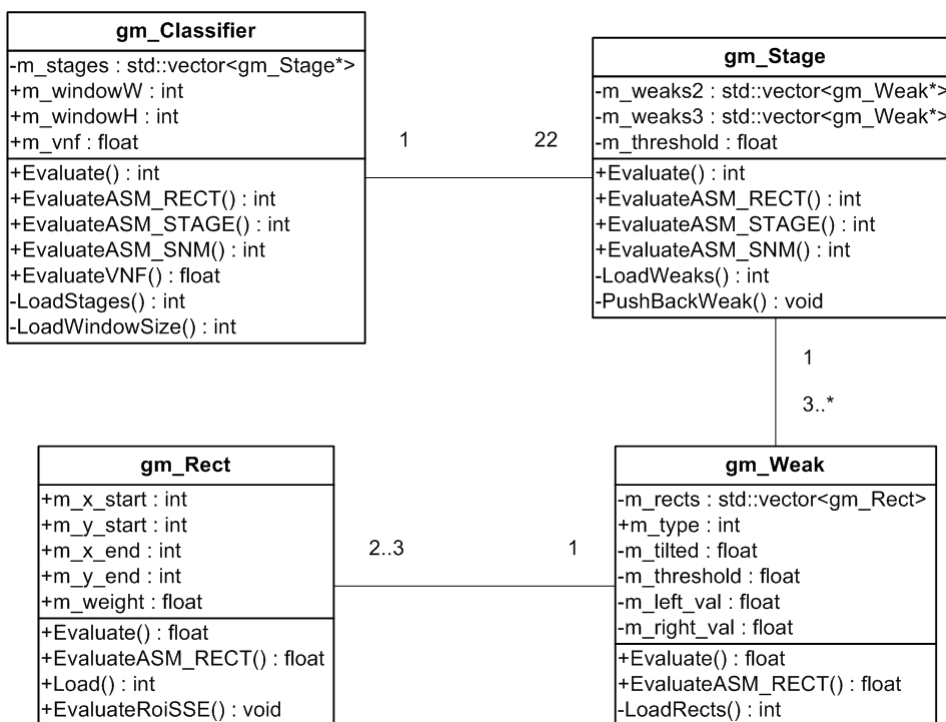 gm_Classifier
-m_stages : std::vector<gm_Stage*>
+m_windowW : int
+m_windowH : int
+m_vnf : float
+Evaluate() : int
+EvaluateASM_RECT() : int
+EvaluateASM_STAGE() : int
+EvaluateASM_SNM() : int
+EvaluateVNF() : float
-LoadStages() : int
-LoadWindowSize() : int
1
22
gm_Stage
-m_weaks2 : std::vector<gm_Weak*>
-m_weaks3 : std::vector<gm_Weak*>
-m_threshold : float
+Evaluate() : int
+EvaluateASM_RECT() : int
+EvaluateASM_STAGE() : int
+EvaluateASM_SNM() : int
-LoadWeaks() : int
-PushBackWeak() : void
1
3..*
gm_Rect
+m_x_start : int
+m_y_start : int
+m_x_end : int
+m_y_end : int
+m_weight : float
+Evaluate() : float
+EvaluateASM_RECT() : float
+Load() : int
+EvaluateRoiSSE() : void
2..3
1
gm_Weak
-m_rects : std::vector<gm_Rect>
+m_type : int
-m_tilted : float
-m_threshold : float
-m_left_val : float
-m_right_val : float
+Evaluate() : float
+EvaluateASM_RECT() : float
-LoadRects() : int